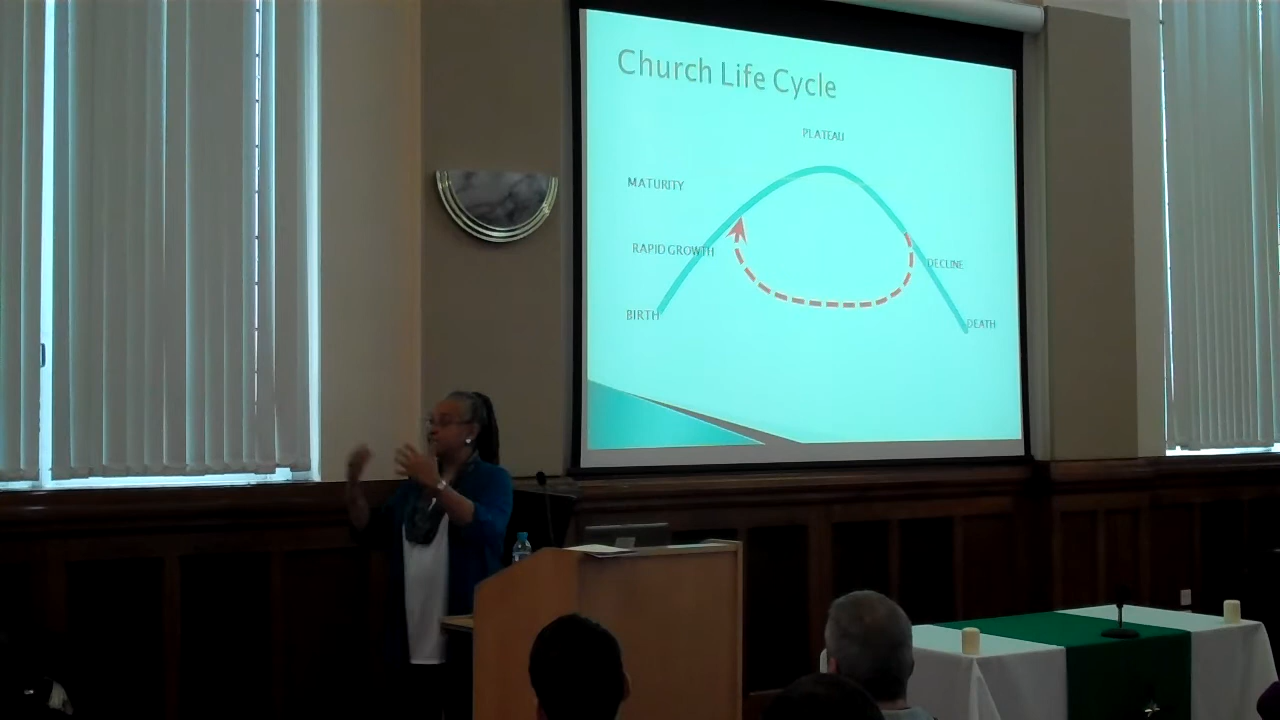 Church Life Cycle
PLATEAU
MATURITY
RAPID GROWTH
DECLINE
BIRTH
DEATH